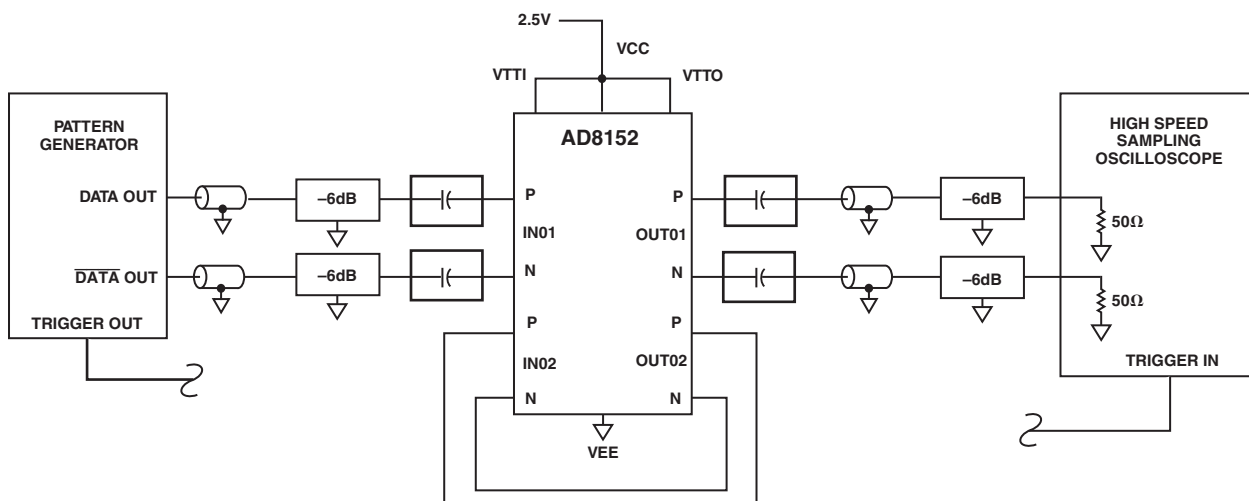 2.5V
VCC
VTTI
VTTO
PATTERN
GENERATOR
DATA OUT
DATA OUT
TRIGGER OUT
–6dB
–6dB
AD8152
P
IN01
N
P
IN02
N
P
OUT01
N
P
OUT02
N
VEE
–6dB
–6dB
HIGH SPEED
SAMPLING
OSCILLOSCOPE
50Ω
50Ω
TRIGGER IN